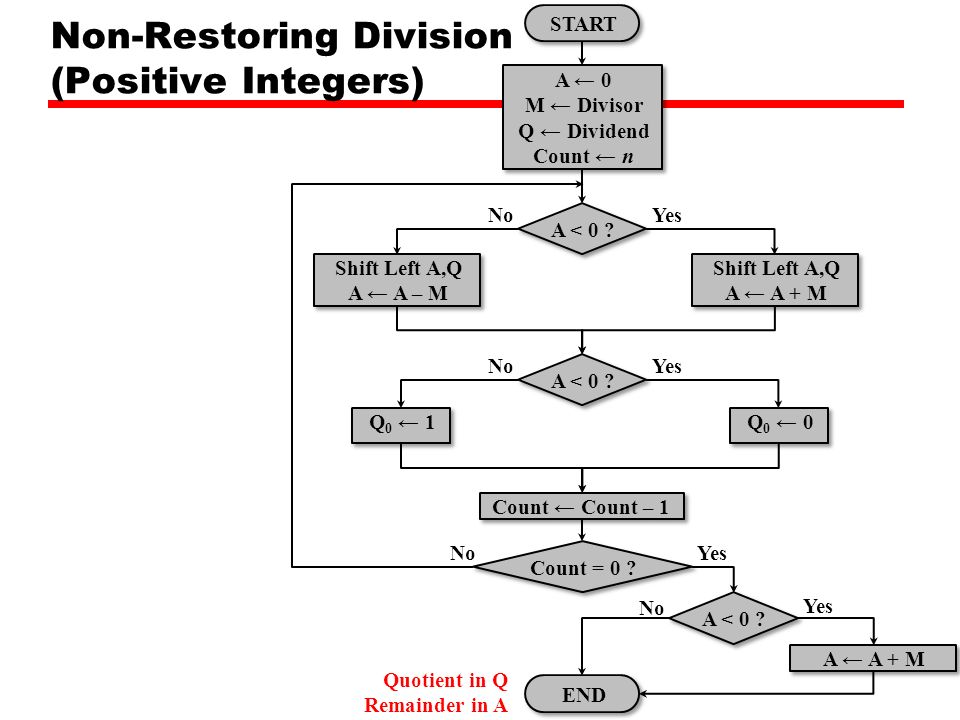 Non-Restoring Division
(Positive Integers)
START
A ← 0
M ← Divisor
Q ← Dividend
Count ← n
No
A < 0 ?
Yes
Shift Left A,Q
A ← A – M
Shift Left A,Q
A ← A + M
No
A < 0 ?
Yes
Q₀ ← 1
Q₀ ← 0
Count ← Count – 1
No
Count = 0 ?
Yes
No
A < 0 ?
Yes
A ← A + M
Quotient in Q
Remainder in A
END